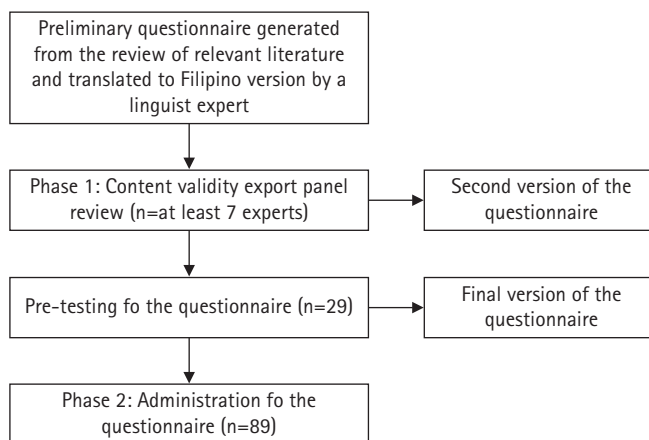 Preliminary questionnaire generated
from the review of relevant literature
and translated to Filipino version by a
linguist expert
Phase 1: Content validity export panel
review (n=at least 7 experts)
Second version of the
questionnaire
Pre-testing fo the questionnaire (n=29)
Final version of the
questionnaire
Phase 2: Administration fo the
questionnaire (n=89)